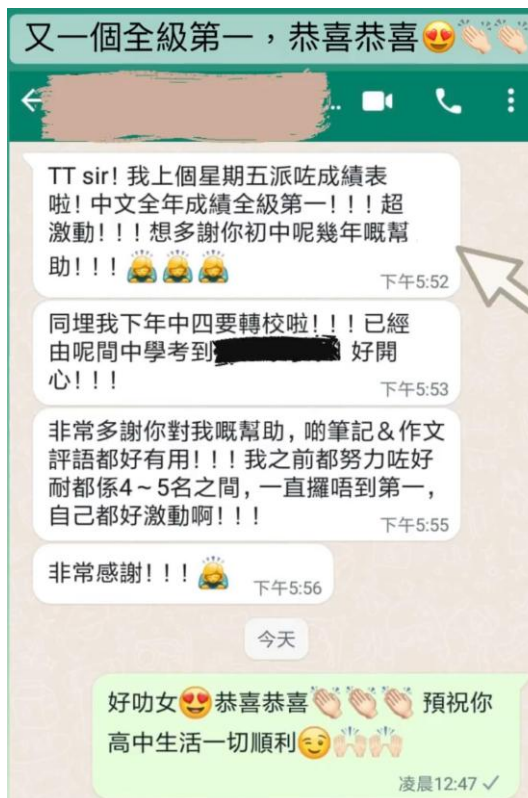 又一個全級第一，恭喜恭喜😍👏🏻👏🏻
..
TT sir! 我上個星期五派咗成績表
啦! 中文全年成績全級第一!!! 超
激動!!! 想多謝你初中呢幾年嘅幫
助!!! 🙇🙇🙇
下午5:52
同埋我下年中四要轉校啦!!! 已經
由呢間中學考到 好開
心!!!
下午5:53
非常多謝你對我嘅幫助, 啲筆記&作文
評語都好有用!!! 我之前都努力咗好
耐都係4~5名之間, 一直攞唔到第一,
自己都好激動啊!!!
下午5:55
非常感謝!!! 🙇
下午5:56
今天
好叻女😍恭喜恭喜👏🏻👏🏻👏🏻 預祝你
高中生活一切順利😉🙌🏻🙌🏻
凌晨12:47